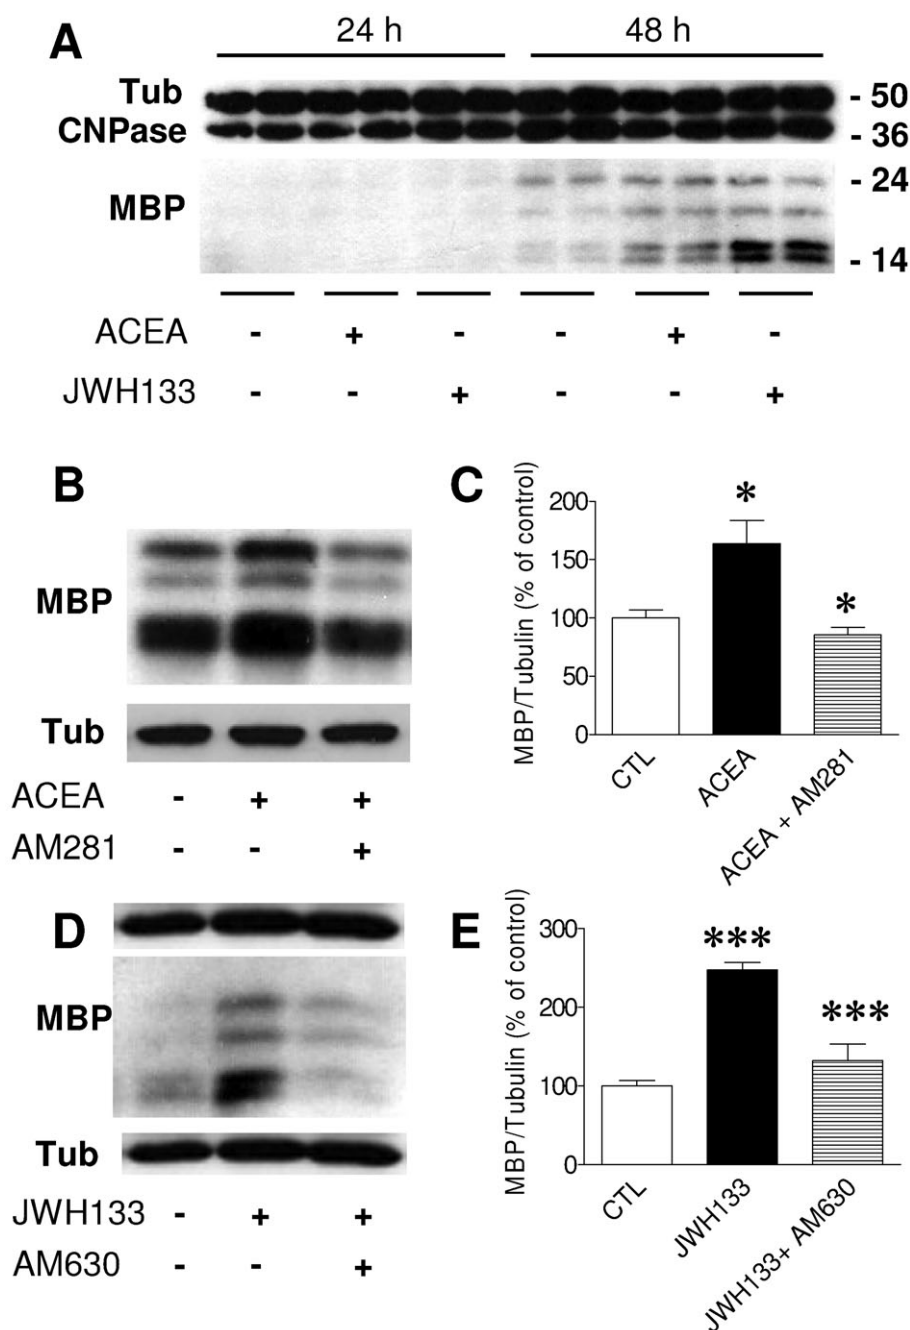 A
24 h 48 h
Tub - 50
CNPase - 36
MBP - 24
- 14
ACEA - + - - + -
JWH133 - - + - - +
B
MBP
Tub
ACEA - + +
AM281 - - +
C
MBP/Tubulin (% of control)
200
150
100
50
0
*
*
CTL
ACEA
ACEA + AM281
D
MBP
Tub
JWH133 - + +
AM630 - - +
E
MBP/Tubulin (% of control)
300
200
100
0
***
***
CTL
JWH133
JWH133+ AM630